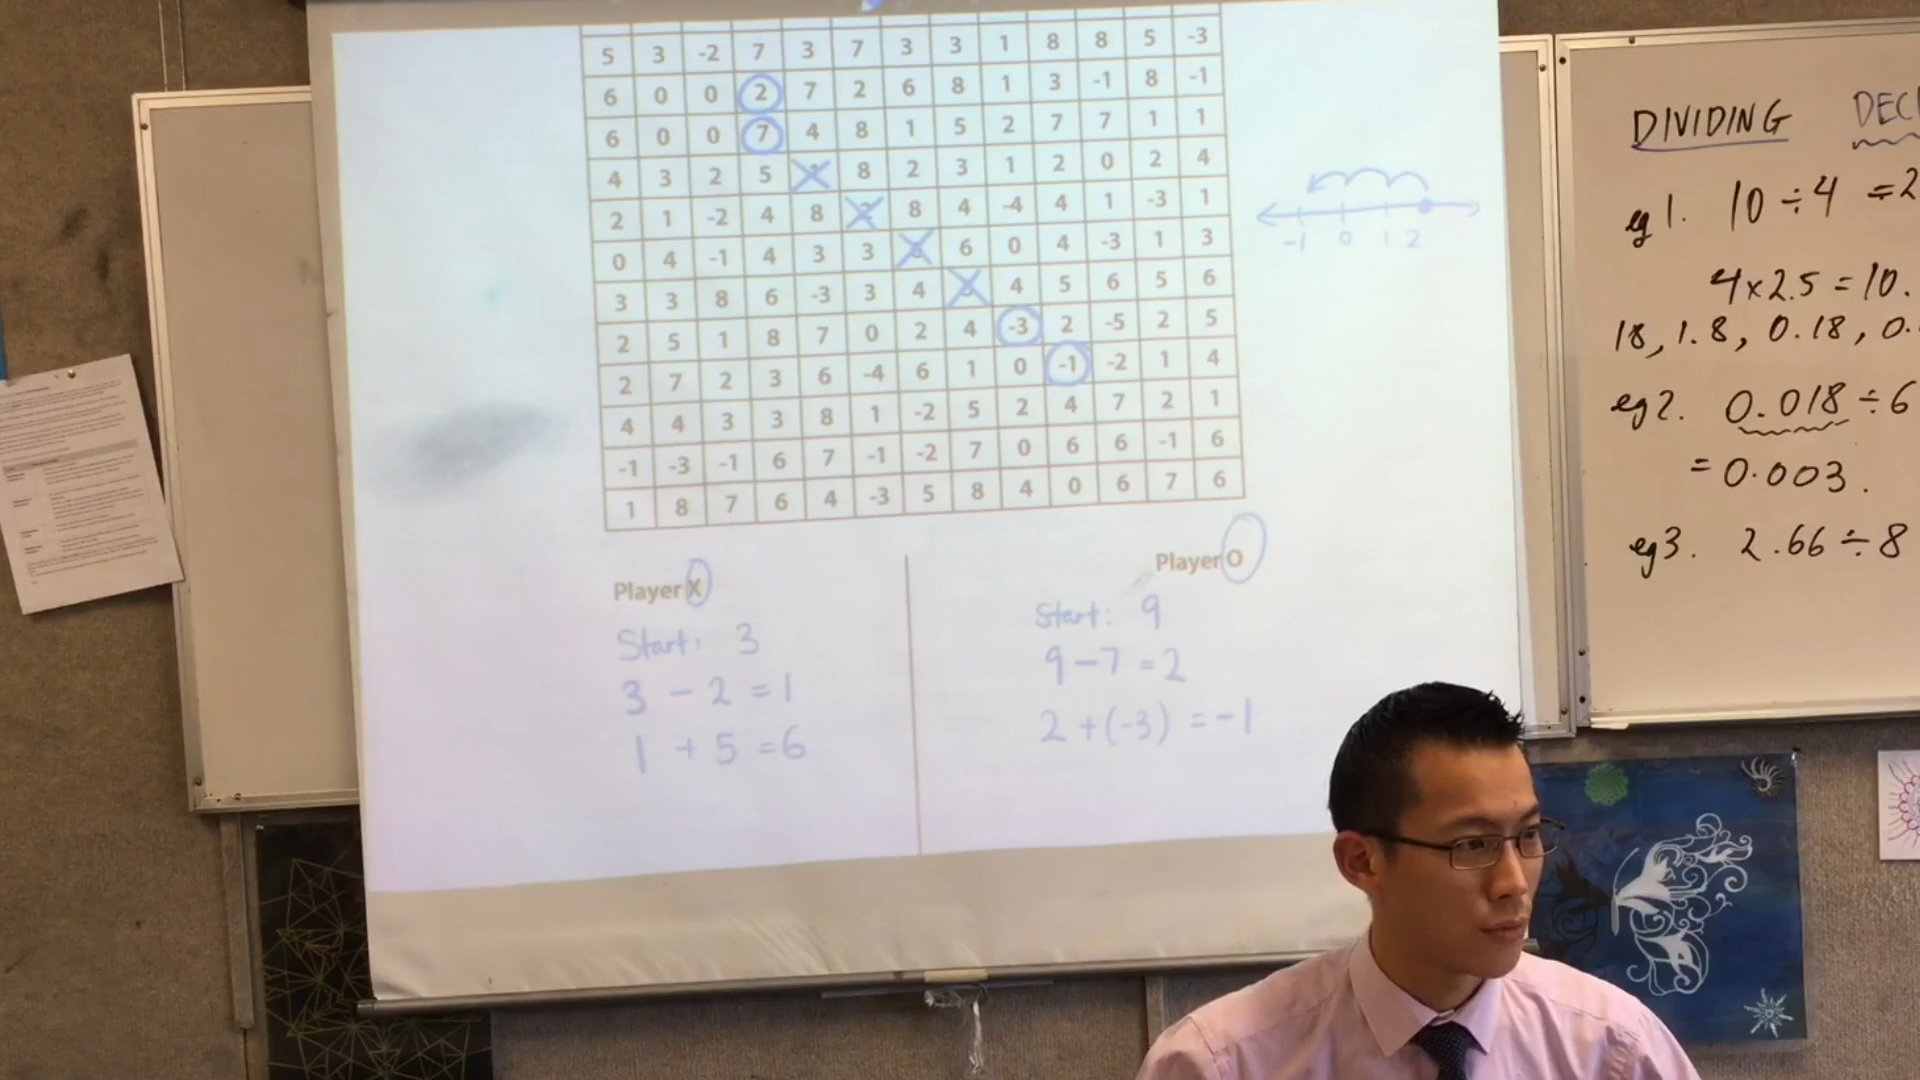 5 3 -2 7 3 7 3 3 1 8 8 5 -3
6 0 0 2 7 2 6 8 1 3 -1 8 -1
6 0 0 7 4 8 1 5 2 7 7 1 1
4 3 2 5 8 2 3 1 2 0 2 4
2 1 -2 4 8 8 4 -4 4 1 -3 1
0 4 -1 4 3 3 6 0 4 -3 1 3
3 3 8 6 -3 3 4 4 5 6 5 6
2 5 1 8 7 0 2 4 -3 2 -5 2 5
2 7 2 3 6 -4 6 1 0 -1 -2 1 4
4 4 3 3 8 1 -2 5 2 4 7 2 1
-1 -3 -1 6 7 -1 -2 7 0 6 6 -1 6
1 8 7 6 4 -3 5 8 4 0 6 7 6
-1 0 1 2
Player X
Start: 3
3 - 2 = 1
1 + 5 = 6
Player O
Start: 9
9 - 7 = 2
2 + (-3) = -1
DIVIDING DEC
eg 1. 10 ÷ 4 = 2
4 x 2.5 = 10.
18, 1.8, 0.18, 0.
eg 2. 0.018 ÷ 6
= 0.003.
eg 3. 2.66 ÷ 8